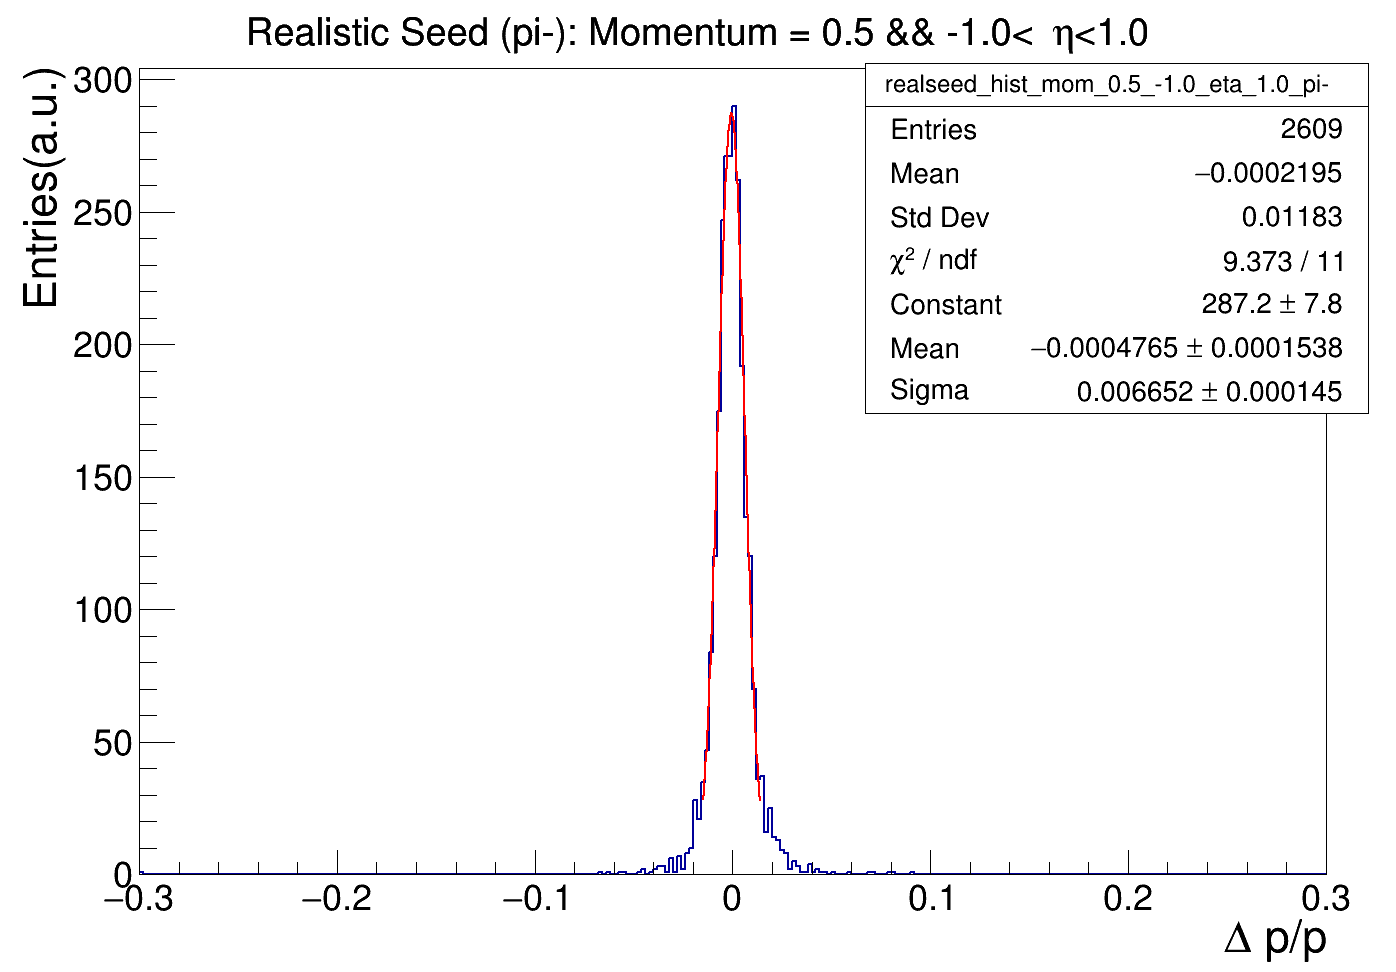 Realistic Seed (pi-): Momentum = 0.5 && -1.0< η<1.0
realseed_hist_mom_0.5_-1.0_eta_1.0_pi-
Entries 2609
Mean −0.0002195
Std Dev 0.01183
χ² / ndf 9.373 / 11
Constant 287.2 ± 7.8
Mean −0.0004765 ± 0.0001538
Sigma 0.006652 ± 0.000145
Entries(a.u.)
300
250
200
150
100
50
0
−0.3 −0.2 −0.1 0 0.1 0.2 0.3
Δ p/p